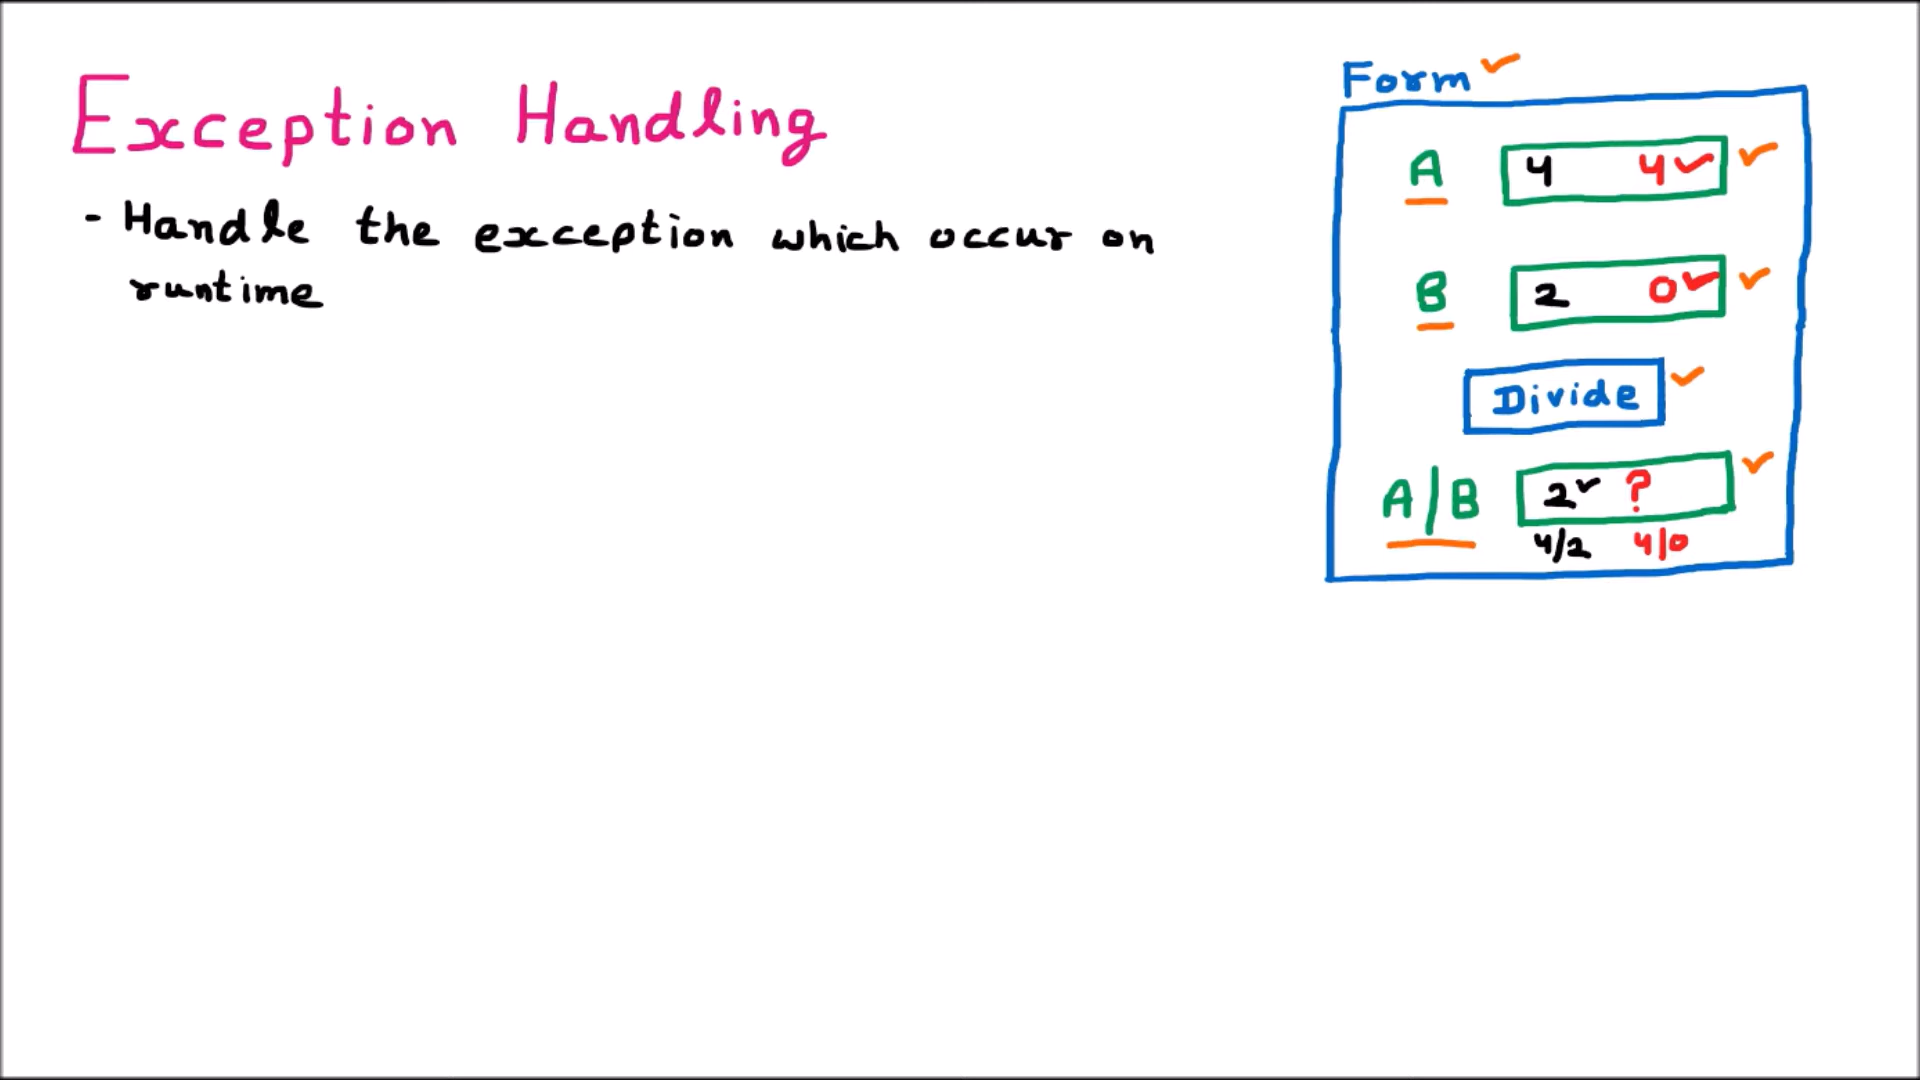 Exception Handling
- Handle the exception which occur on
runtime
Form
A 4 4
B 2 0
Divide
A/B 2 ?
4/2 4/0